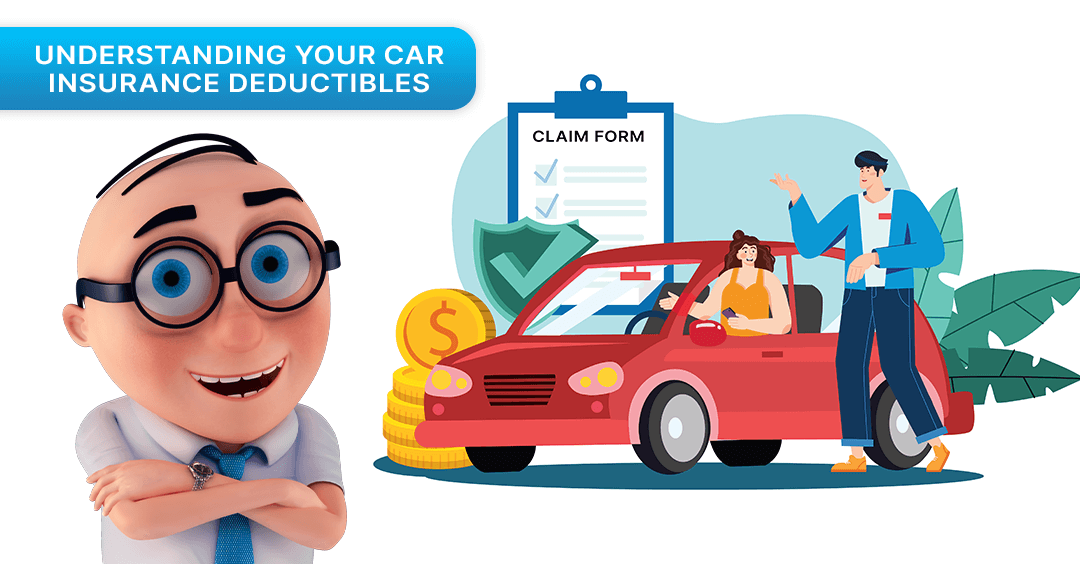 UNDERSTANDING YOUR CAR
INSURANCE DEDUCTIBLES
CLAIM FORM
$